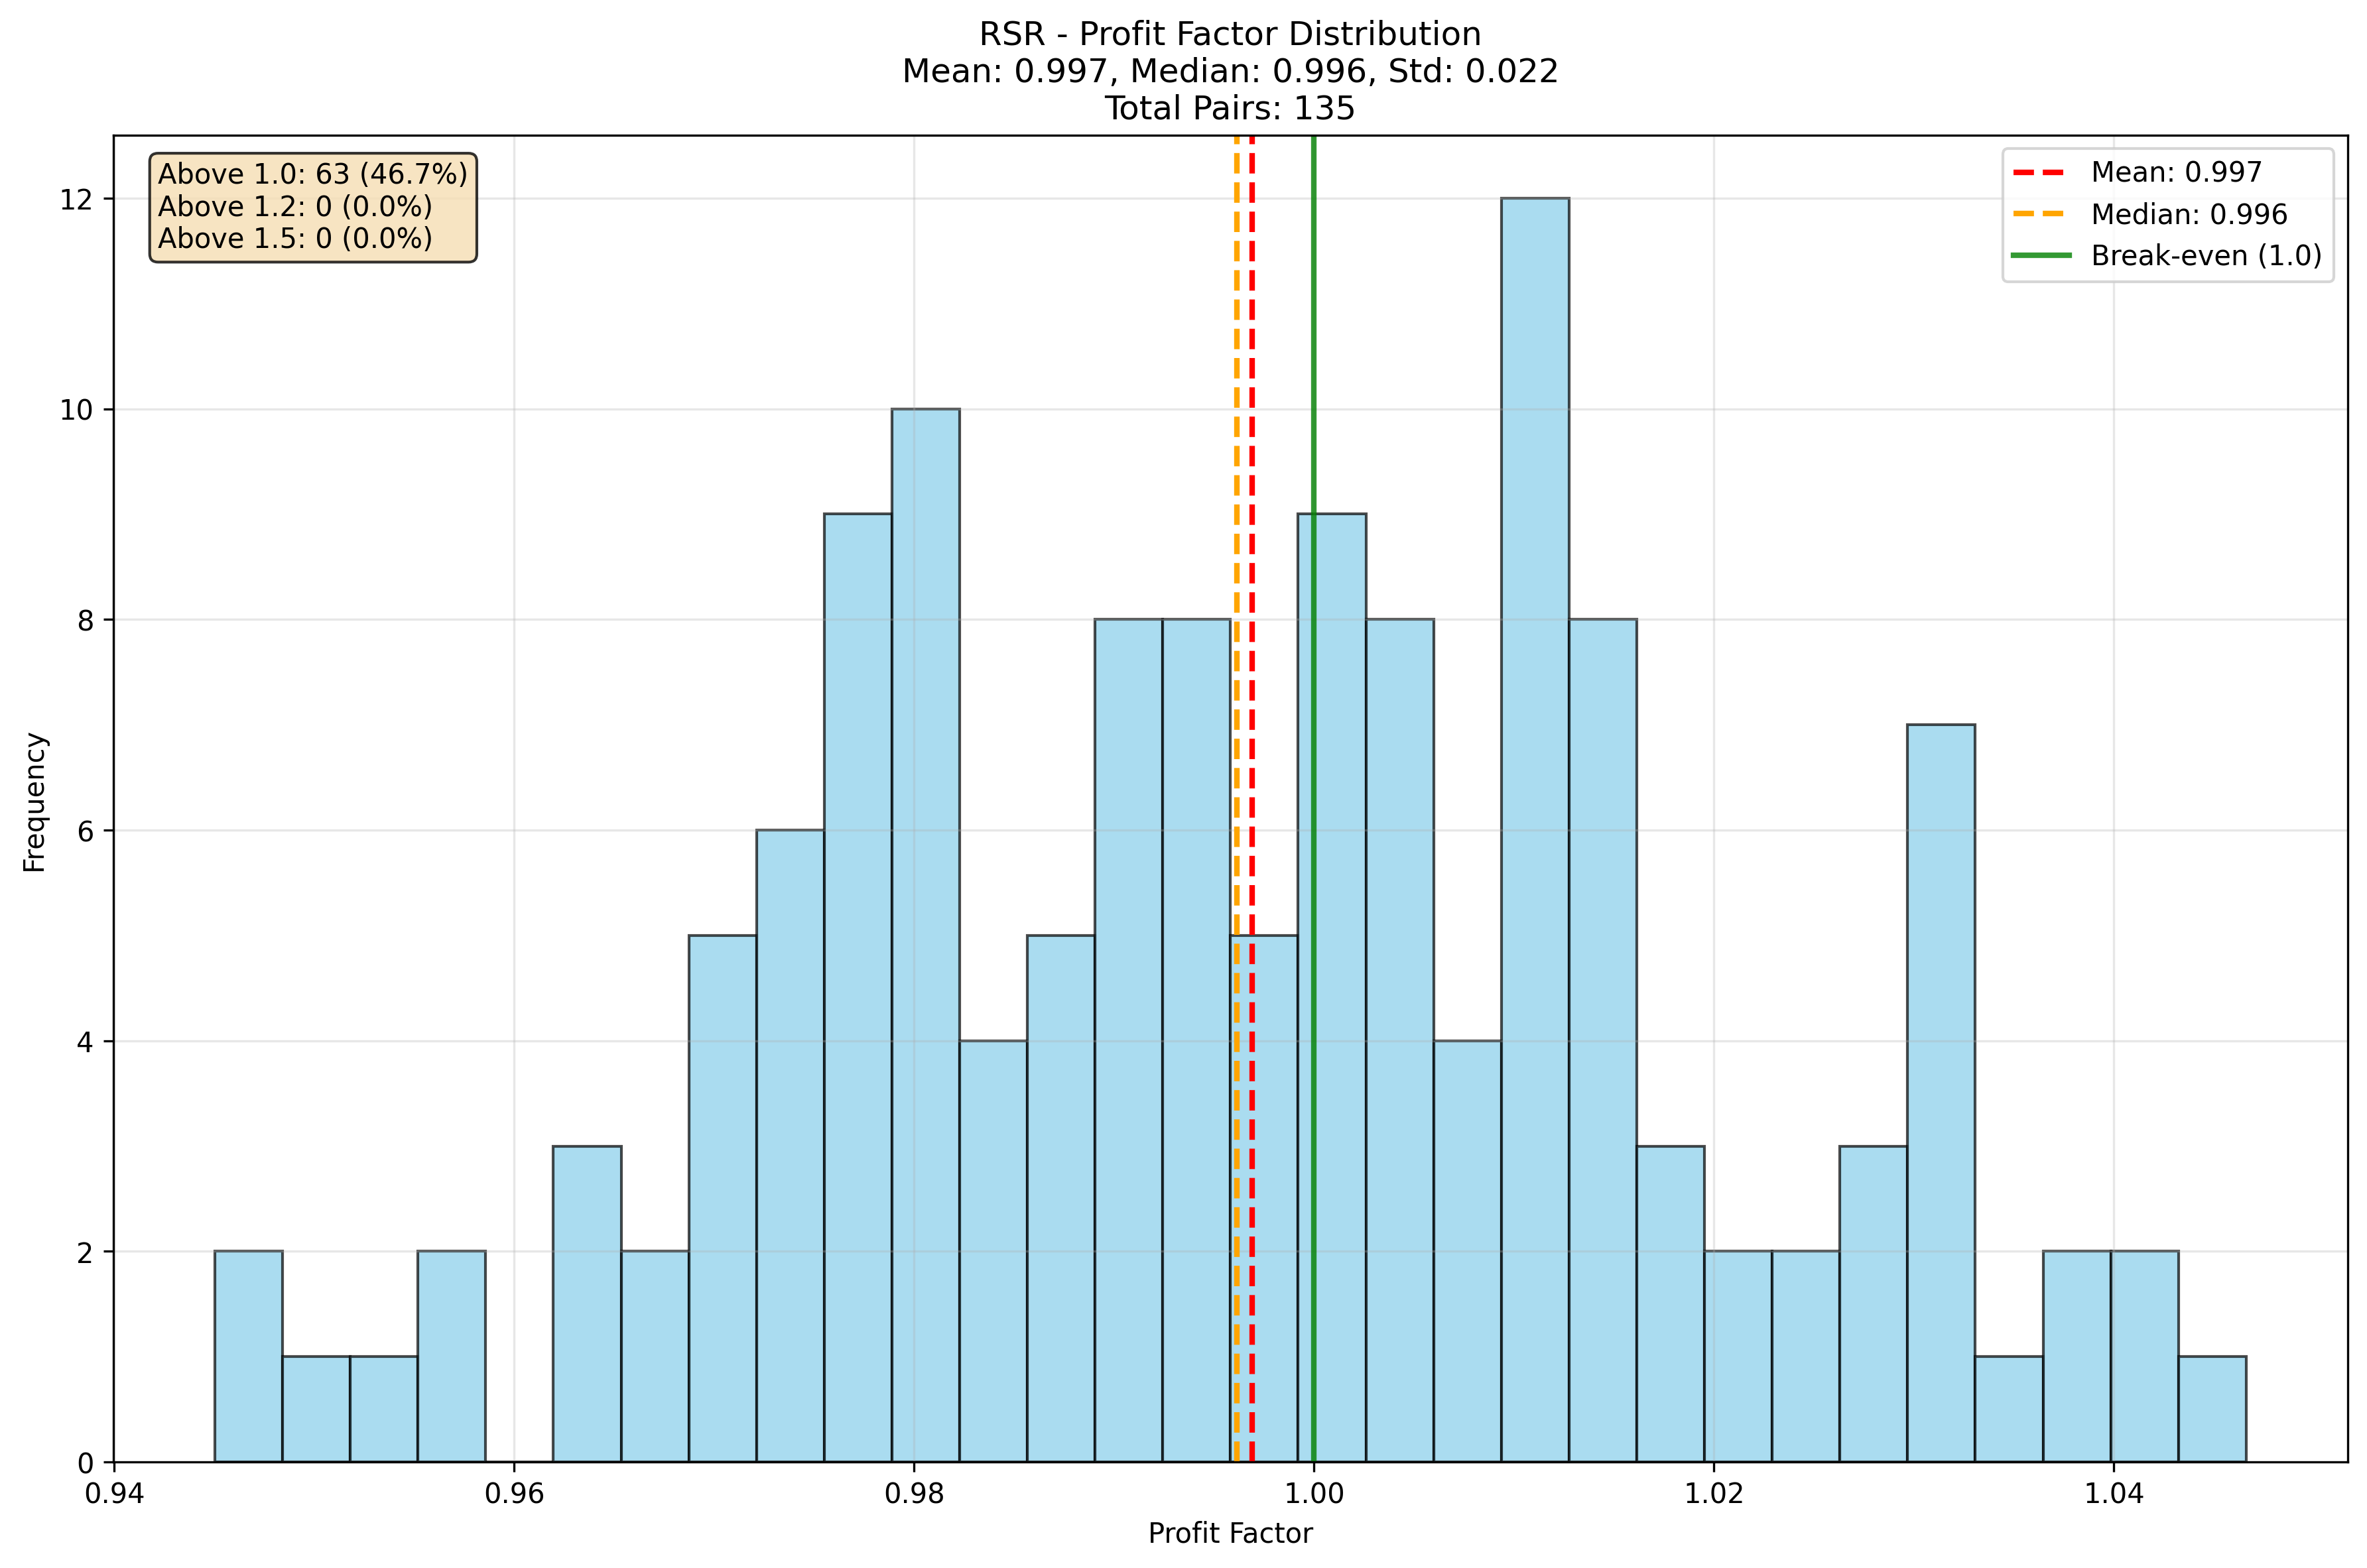 RSR - Profit Factor Distribution
Mean: 0.997, Median: 0.996, Std: 0.022
Total Pairs: 135
Above 1.0: 63 (46.7%)
Above 1.2: 0 (0.0%)
Above 1.5: 0 (0.0%)
Mean: 0.997
Median: 0.996
Break-even (1.0)
12
10
8
6
4
2
0
Frequency
0.94
0.96
0.98
1.00
1.02
1.04
Profit Factor